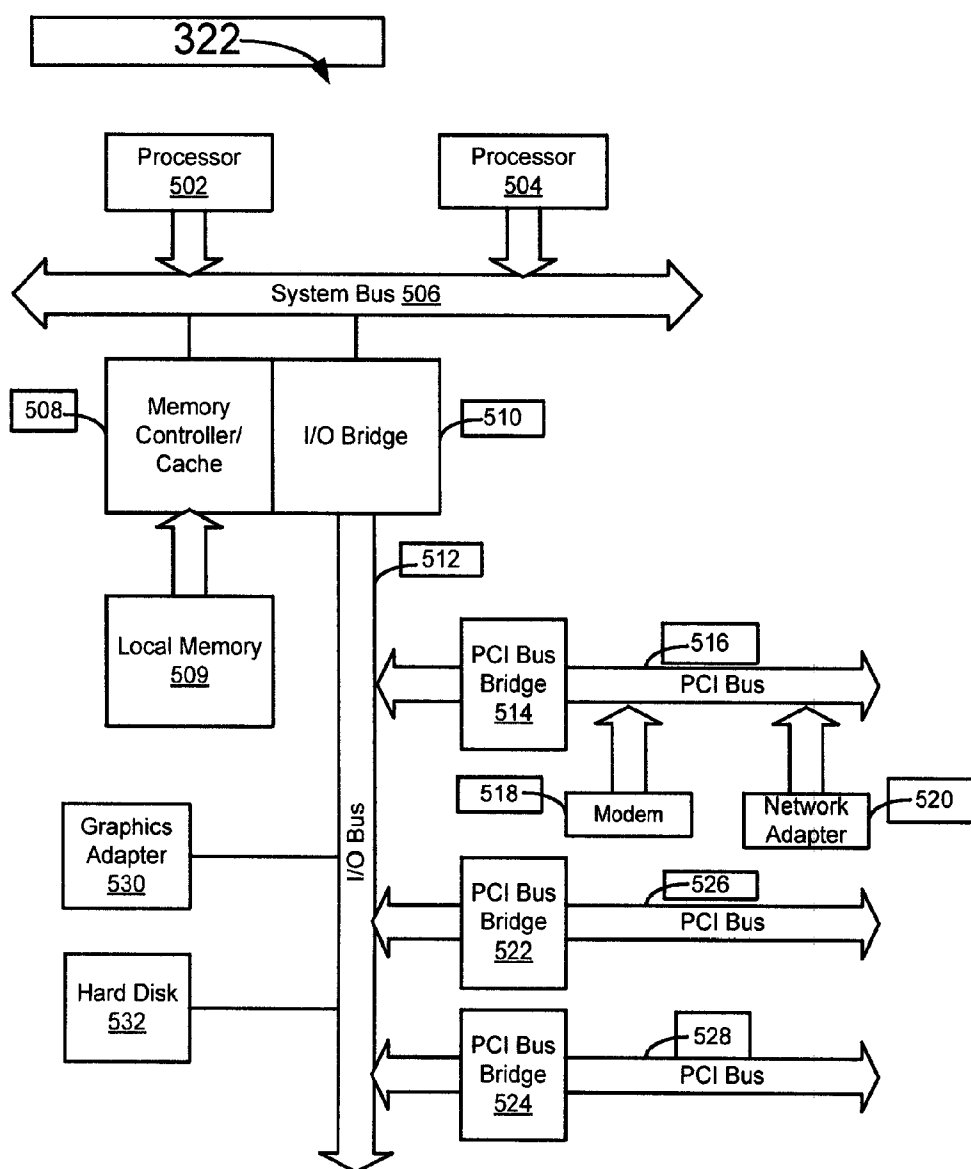 322
Processor
502
Processor
504
System Bus 506
508
Memory
Controller/
Cache
I/O Bridge
510
512
Local Memory
509
PCI Bus
Bridge
514
516
PCI Bus
518
Modem
Network
Adapter
520
Graphics
Adapter
530
I/O Bus
PCI Bus
Bridge
522
526
PCI Bus
Hard Disk
532
PCI Bus
Bridge
524
528
PCI Bus